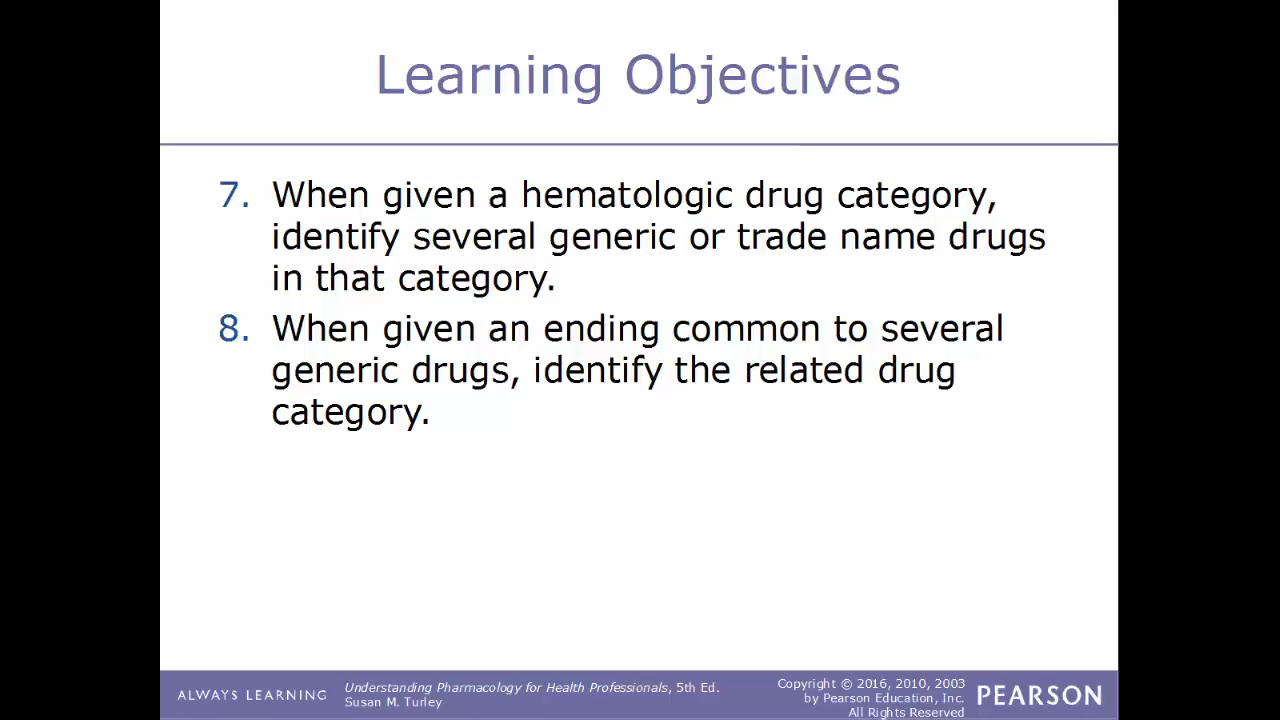 Learning Objectives
7. When given a hematologic drug category,
identify several generic or trade name drugs
in that category.
8. When given an ending common to several
generic drugs, identify the related drug
category.
ALWAYS LEARNING
Understanding Pharmacology for Health Professionals, 5th Ed.
Susan M. Turley
Copyright © 2016, 2010, 2003
by Pearson Education, Inc.
All Rights Reserved
PEARSON